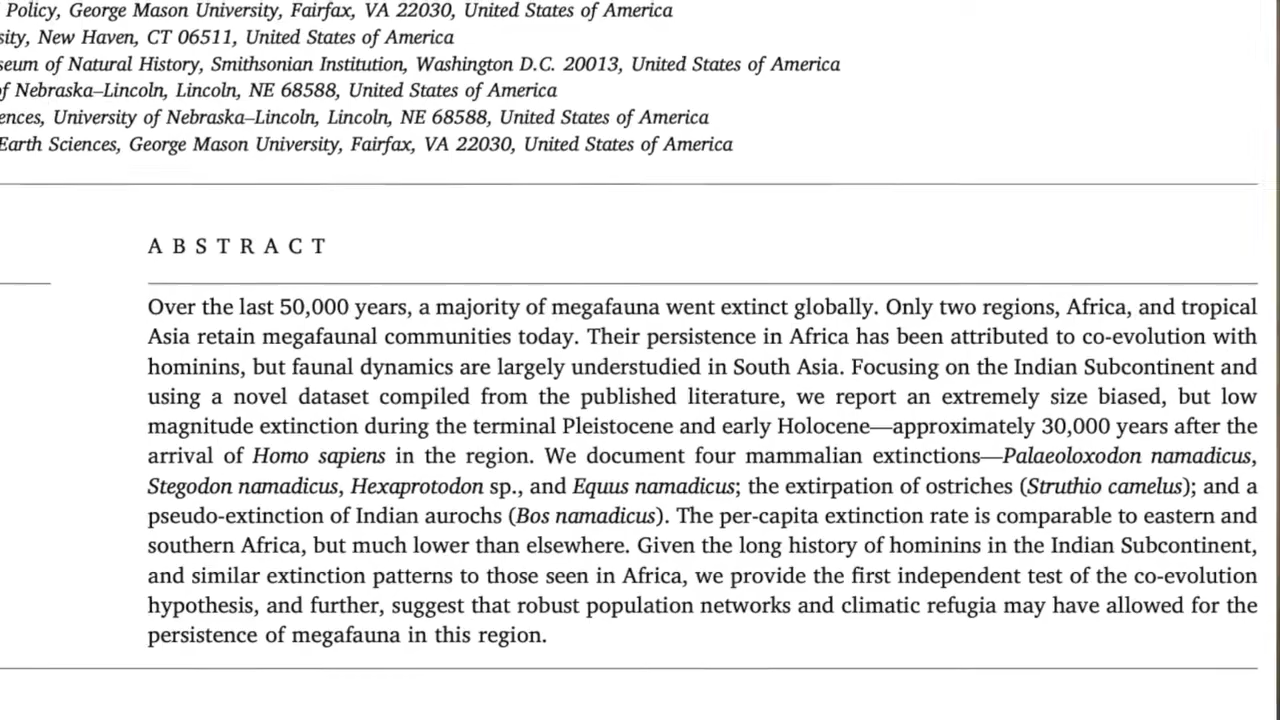 Policy, George Mason University, Fairfax, VA 22030, United States of America
sity, New Haven, CT 06511, United States of America
seum of Natural History, Smithsonian Institution, Washington D.C. 20013, United States of America
of Nebraska–Lincoln, Lincoln, NE 68588, United States of America
ences, University of Nebraska–Lincoln, Lincoln, NE 68588, United States of America
Earth Sciences, George Mason University, Fairfax, VA 22030, United States of America
A B S T R A C T
Over the last 50,000 years, a majority of megafauna went extinct globally. Only two regions, Africa, and tropical
Asia retain megafaunal communities today. Their persistence in Africa has been attributed to co-evolution with
hominins, but faunal dynamics are largely understudied in South Asia. Focusing on the Indian Subcontinent and
using a novel dataset compiled from the published literature, we report an extremely size biased, but low
magnitude extinction during the terminal Pleistocene and early Holocene—approximately 30,000 years after the
arrival of Homo sapiens in the region. We document four mammalian extinctions—Palaeoloxodon namadicus,
Stegodon namadicus, Hexaprotodon sp., and Equus namadicus; the extirpation of ostriches (Struthio camelus); and a
pseudo-extinction of Indian aurochs (Bos namadicus). The per-capita extinction rate is comparable to eastern and
southern Africa, but much lower than elsewhere. Given the long history of hominins in the Indian Subcontinent,
and similar extinction patterns to those seen in Africa, we provide the first independent test of the co-evolution
hypothesis, and further, suggest that robust population networks and climatic refugia may have allowed for the
persistence of megafauna in this region.